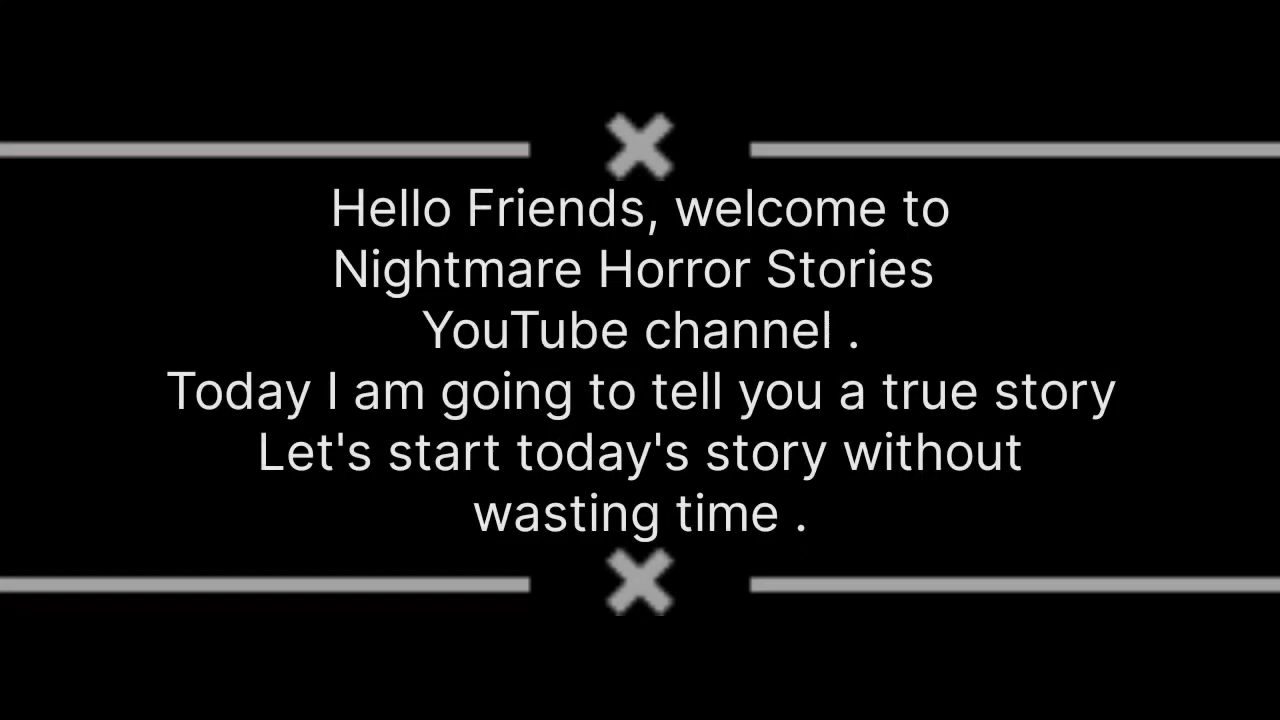 Hello Friends, welcome to
Nightmare Horror Stories
YouTube channel .
Today I am going to tell you a true story
Let's start today's story without
wasting time .